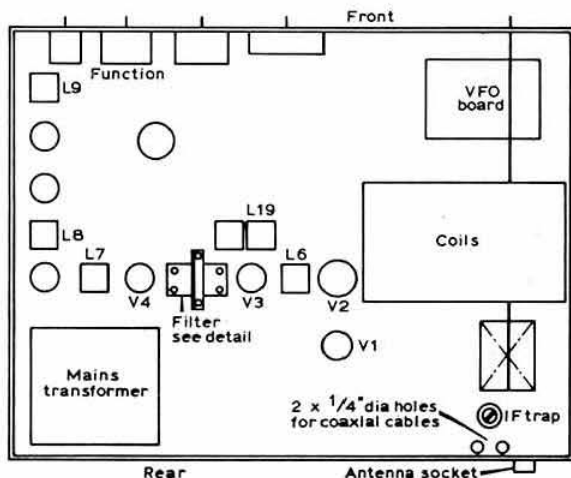 Front
Function
L9
VFO
board
L19
Coils
L8
L7
L6
V4
V3
V2
Filter
see detail
V1
Mains
transformer
2 x 1/4" dia holes
for coaxial cables
IF trap
Rear
Antenna socket